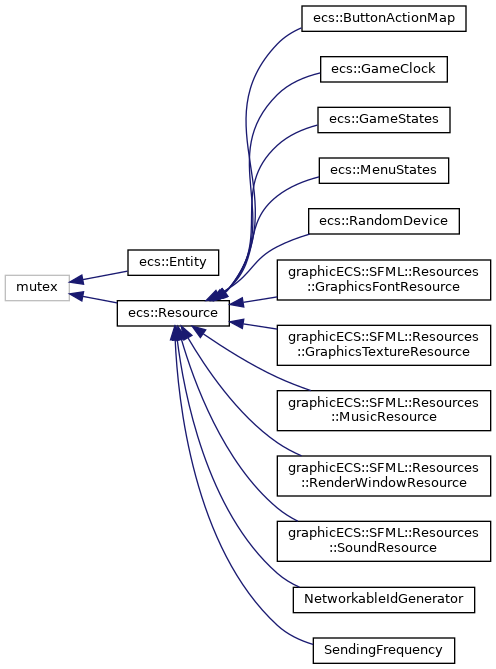 ecs::ButtonActionMap
ecs::GameClock
ecs::GameStates
ecs::MenuStates
ecs::RandomDevice
ecs::Entity
graphicECS::SFML::Resources
::GraphicsFontResource
mutex
ecs::Resource
graphicECS::SFML::Resources
::GraphicsTextureResource
graphicECS::SFML::Resources
::MusicResource
graphicECS::SFML::Resources
::RenderWindowResource
graphicECS::SFML::Resources
::SoundResource
NetworkableIdGenerator
SendingFrequency